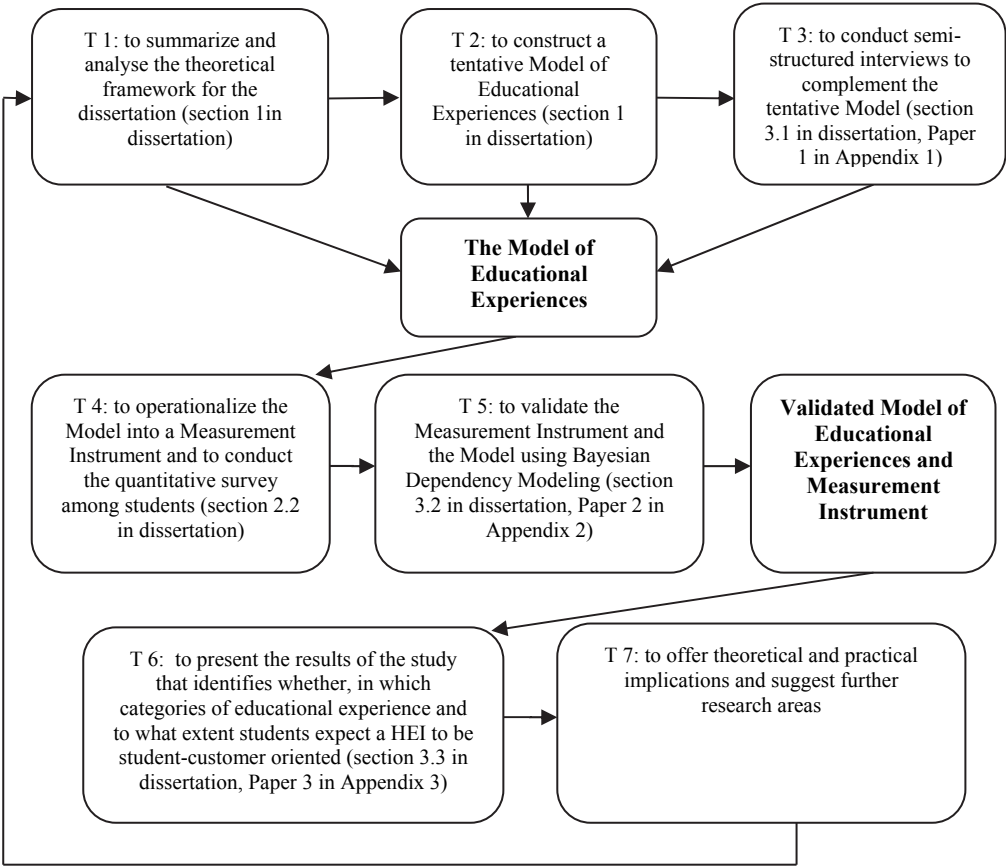 T 1: to summarize and
analyse the theoretical
framework for the
dissertation (section 1in
dissertation)
T 2: to construct a
tentative Model of
Educational
Experiences (section 1
in dissertation)
T 3: to conduct semi-
structured interviews to
complement the
tentative Model (section
3.1 in dissertation, Paper
1 in Appendix 1)
The Model of
Educational
Experiences
T 4: to operationalize the
Model into a Measurement
Instrument and to conduct
the quantitative survey
among students (section 2.2
in dissertation)
T 5: to validate the
Measurement Instrument and
the Model using Bayesian
Dependency Modeling (section
3.2 in dissertation, Paper 2 in
Appendix 2)
Validated Model of
Educational
Experiences and
Measurement
Instrument
T 6: to present the results of the study
that identifies whether, in which
categories of educational experience and
to what extent students expect a HEI to be
student-customer oriented (section 3.3 in
dissertation, Paper 3 in Appendix 3)
T 7: to offer theoretical and practical
implications and suggest further
research areas